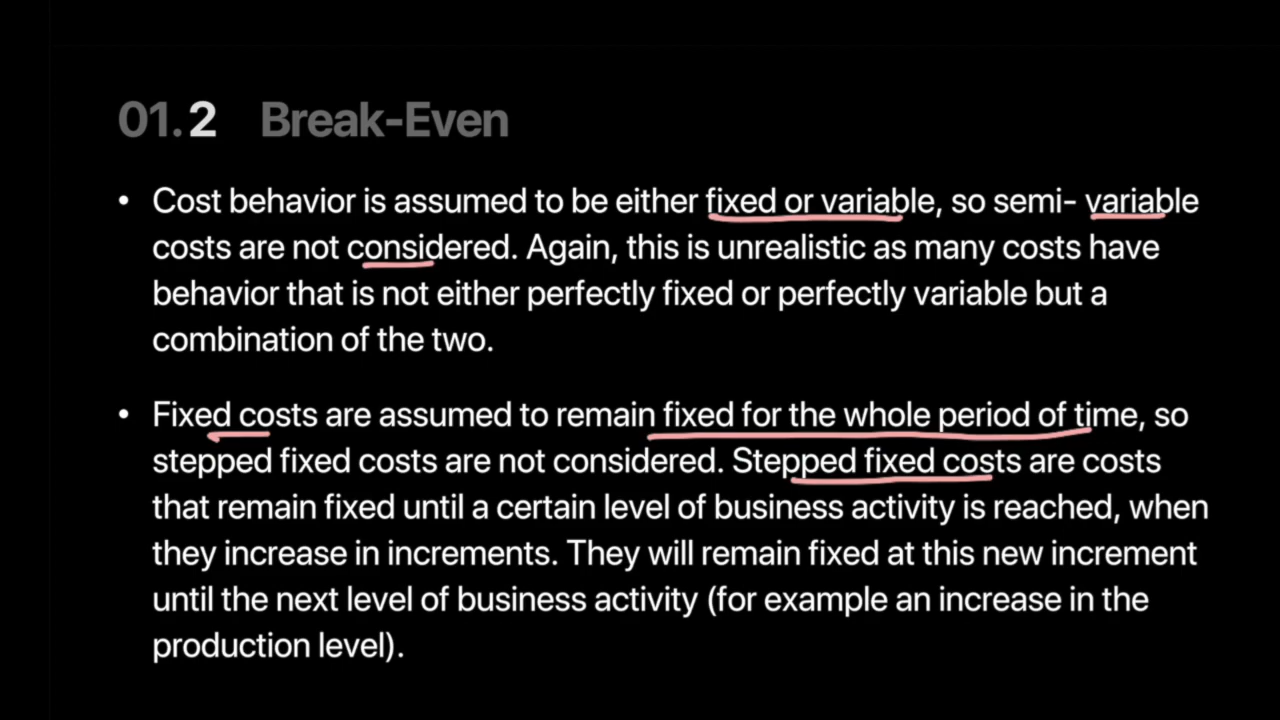 01.2 Break-Even
• Cost behavior is assumed to be either fixed or variable, so semi- variable
costs are not considered. Again, this is unrealistic as many costs have
behavior that is not either perfectly fixed or perfectly variable but a
combination of the two.
• Fixed costs are assumed to remain fixed for the whole period of time, so
stepped fixed costs are not considered. Stepped fixed costs are costs
that remain fixed until a certain level of business activity is reached, when
they increase in increments. They will remain fixed at this new increment
until the next level of business activity (for example an increase in the
production level).